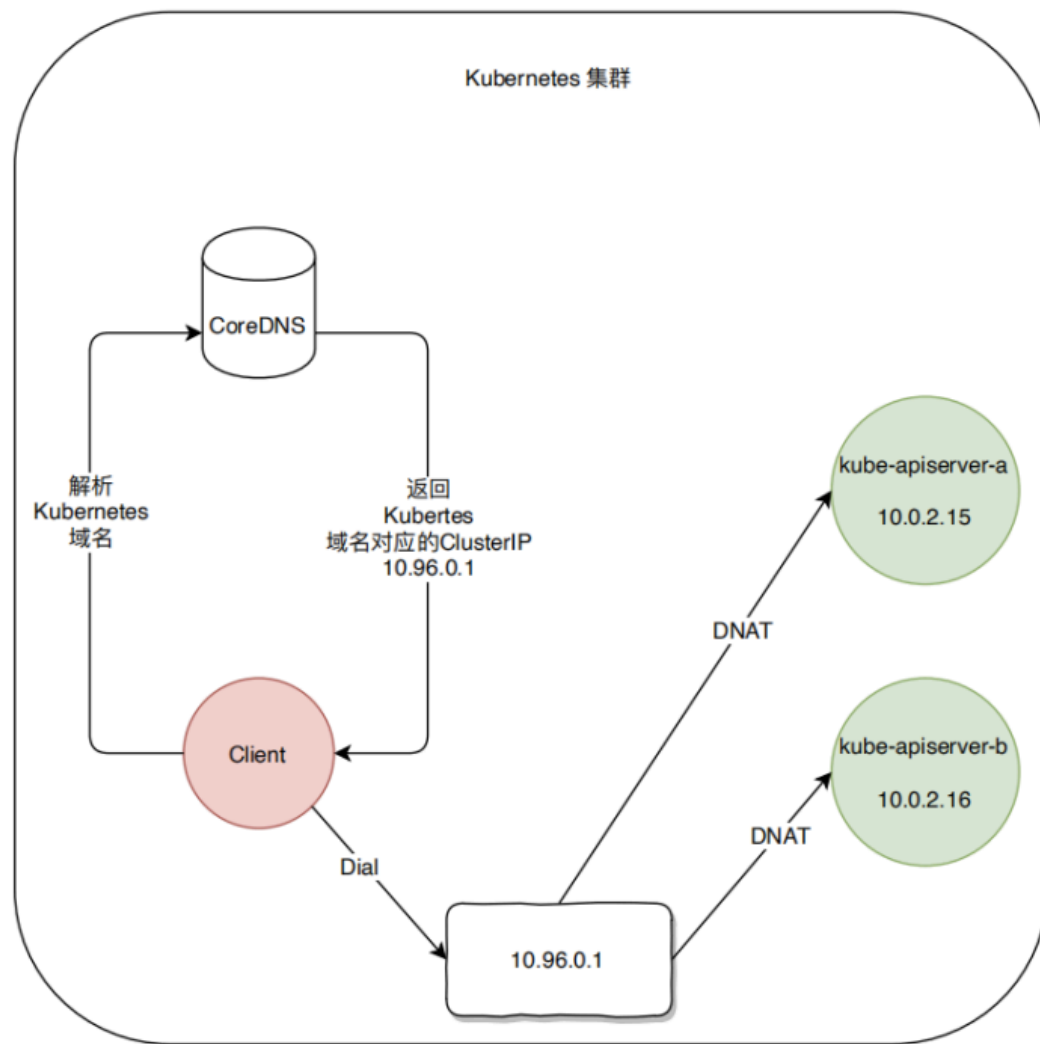 Kubernetes 集群
CoreDNS
解析
Kubernetes
域名
返回
Kubertes
域名对应的ClusterIP
10.96.0.1
kube-apiserver-a
10.0.2.15
DNAT
Client
kube-apiserver-b
10.0.2.16
DNAT
Dial
10.96.0.1